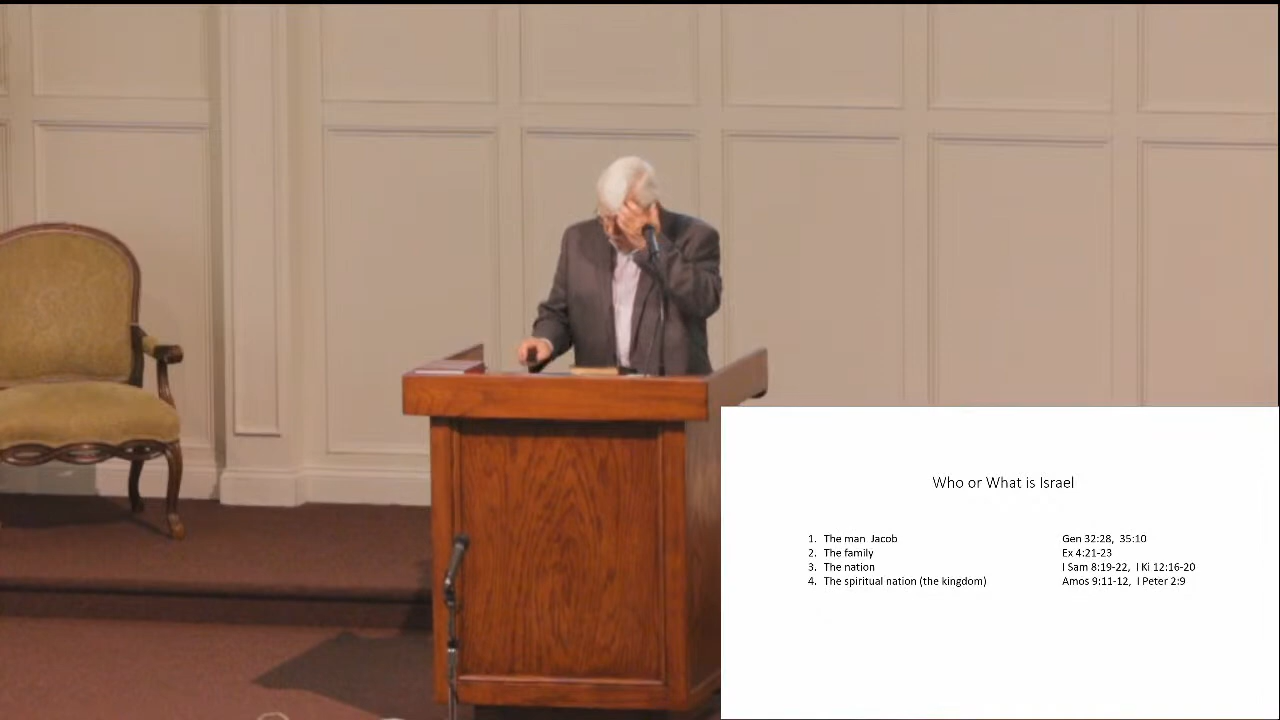 Who or What is Israel
1. The man Jacob Gen 32:28, 35:10
2. The family Ex 4:21-23
3. The nation I Sam 8:19-22, I Ki 12:16-20
4. The spiritual nation (the kingdom) Amos 9:11-12, I Peter 2:9